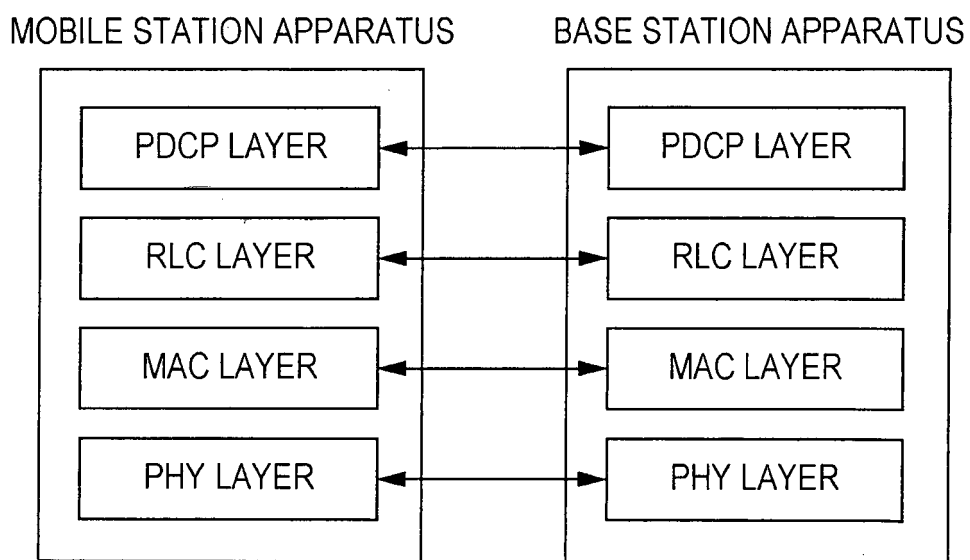 MOBILE STATION APPARATUS BASE STATION APPARATUS
PDCP LAYER PDCP LAYER
RLC LAYER RLC LAYER
MAC LAYER MAC LAYER
PHY LAYER PHY LAYER